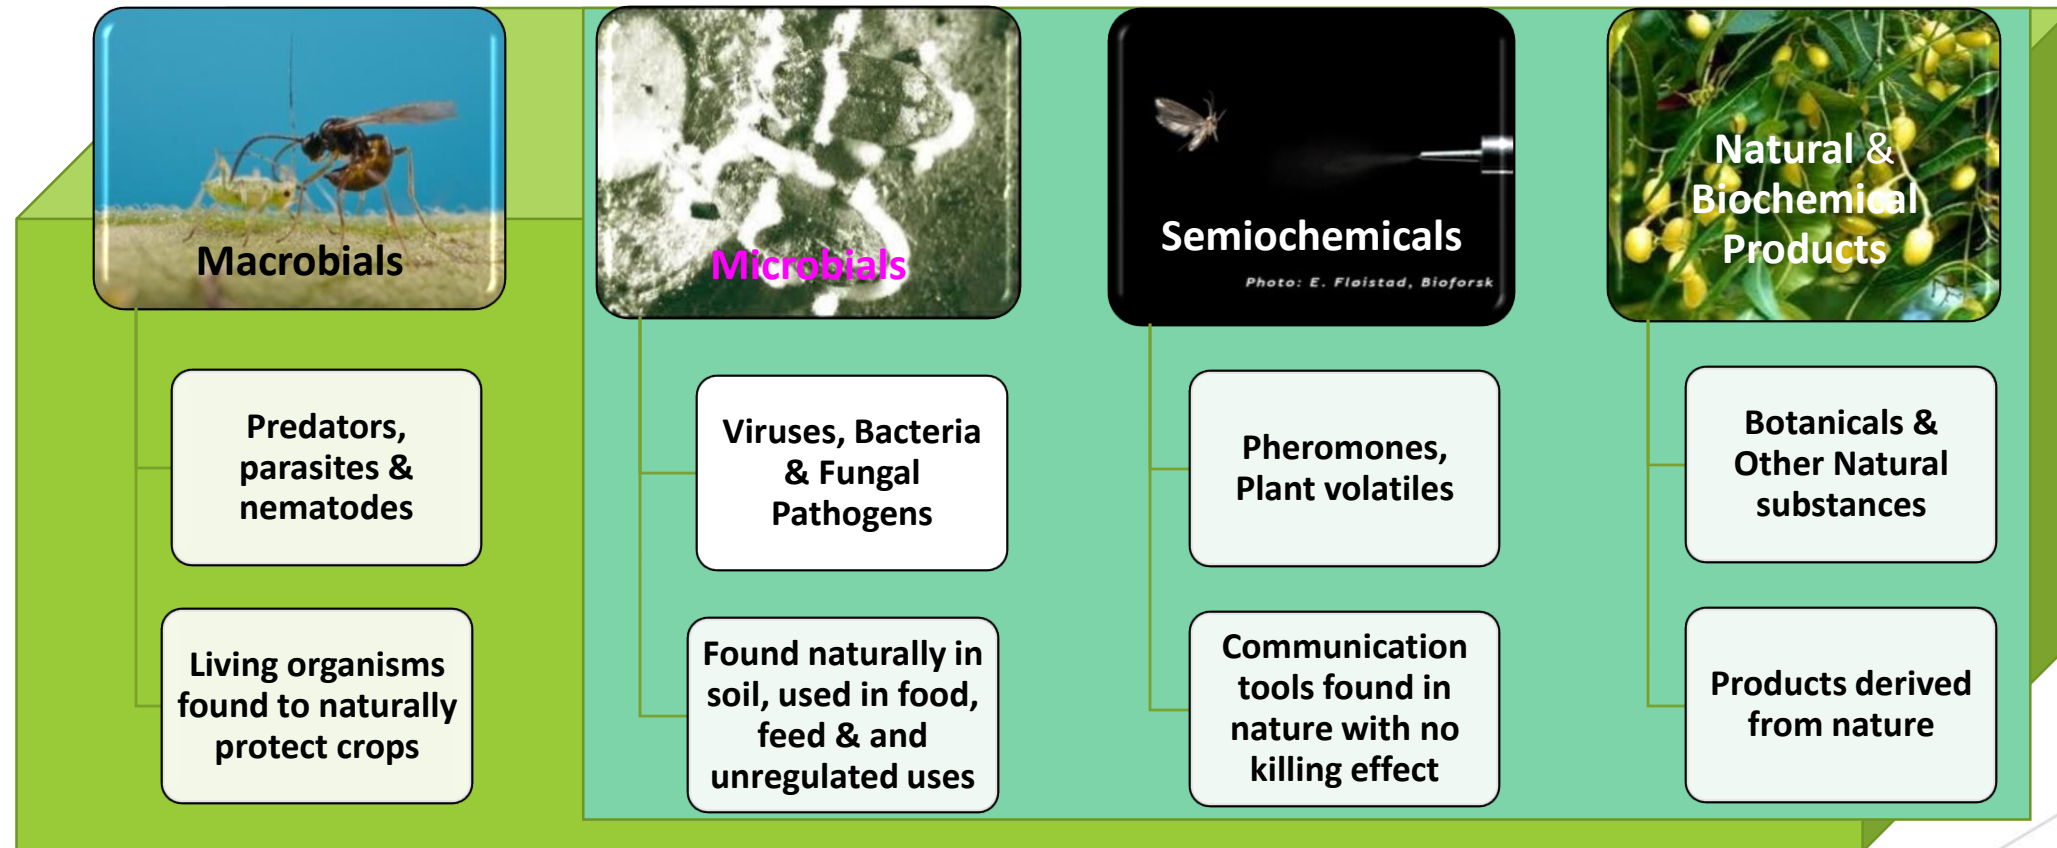 Macrobials
Predators,
parasites &
nematodes
Living organisms
found to naturally
protect crops
Microbials
Viruses, Bacteria
& Fungal
Pathogens
Found naturally in
soil, used in food,
feed & and
unregulated uses
Semiochemicals
Photo: E. Fløistad, Bioforsk
Pheromones,
Plant volatiles
Communication
tools found in
nature with no
killing effect
Natural &
Biochemical
Products
Botanicals &
Other Natural
substances
Products derived
from nature